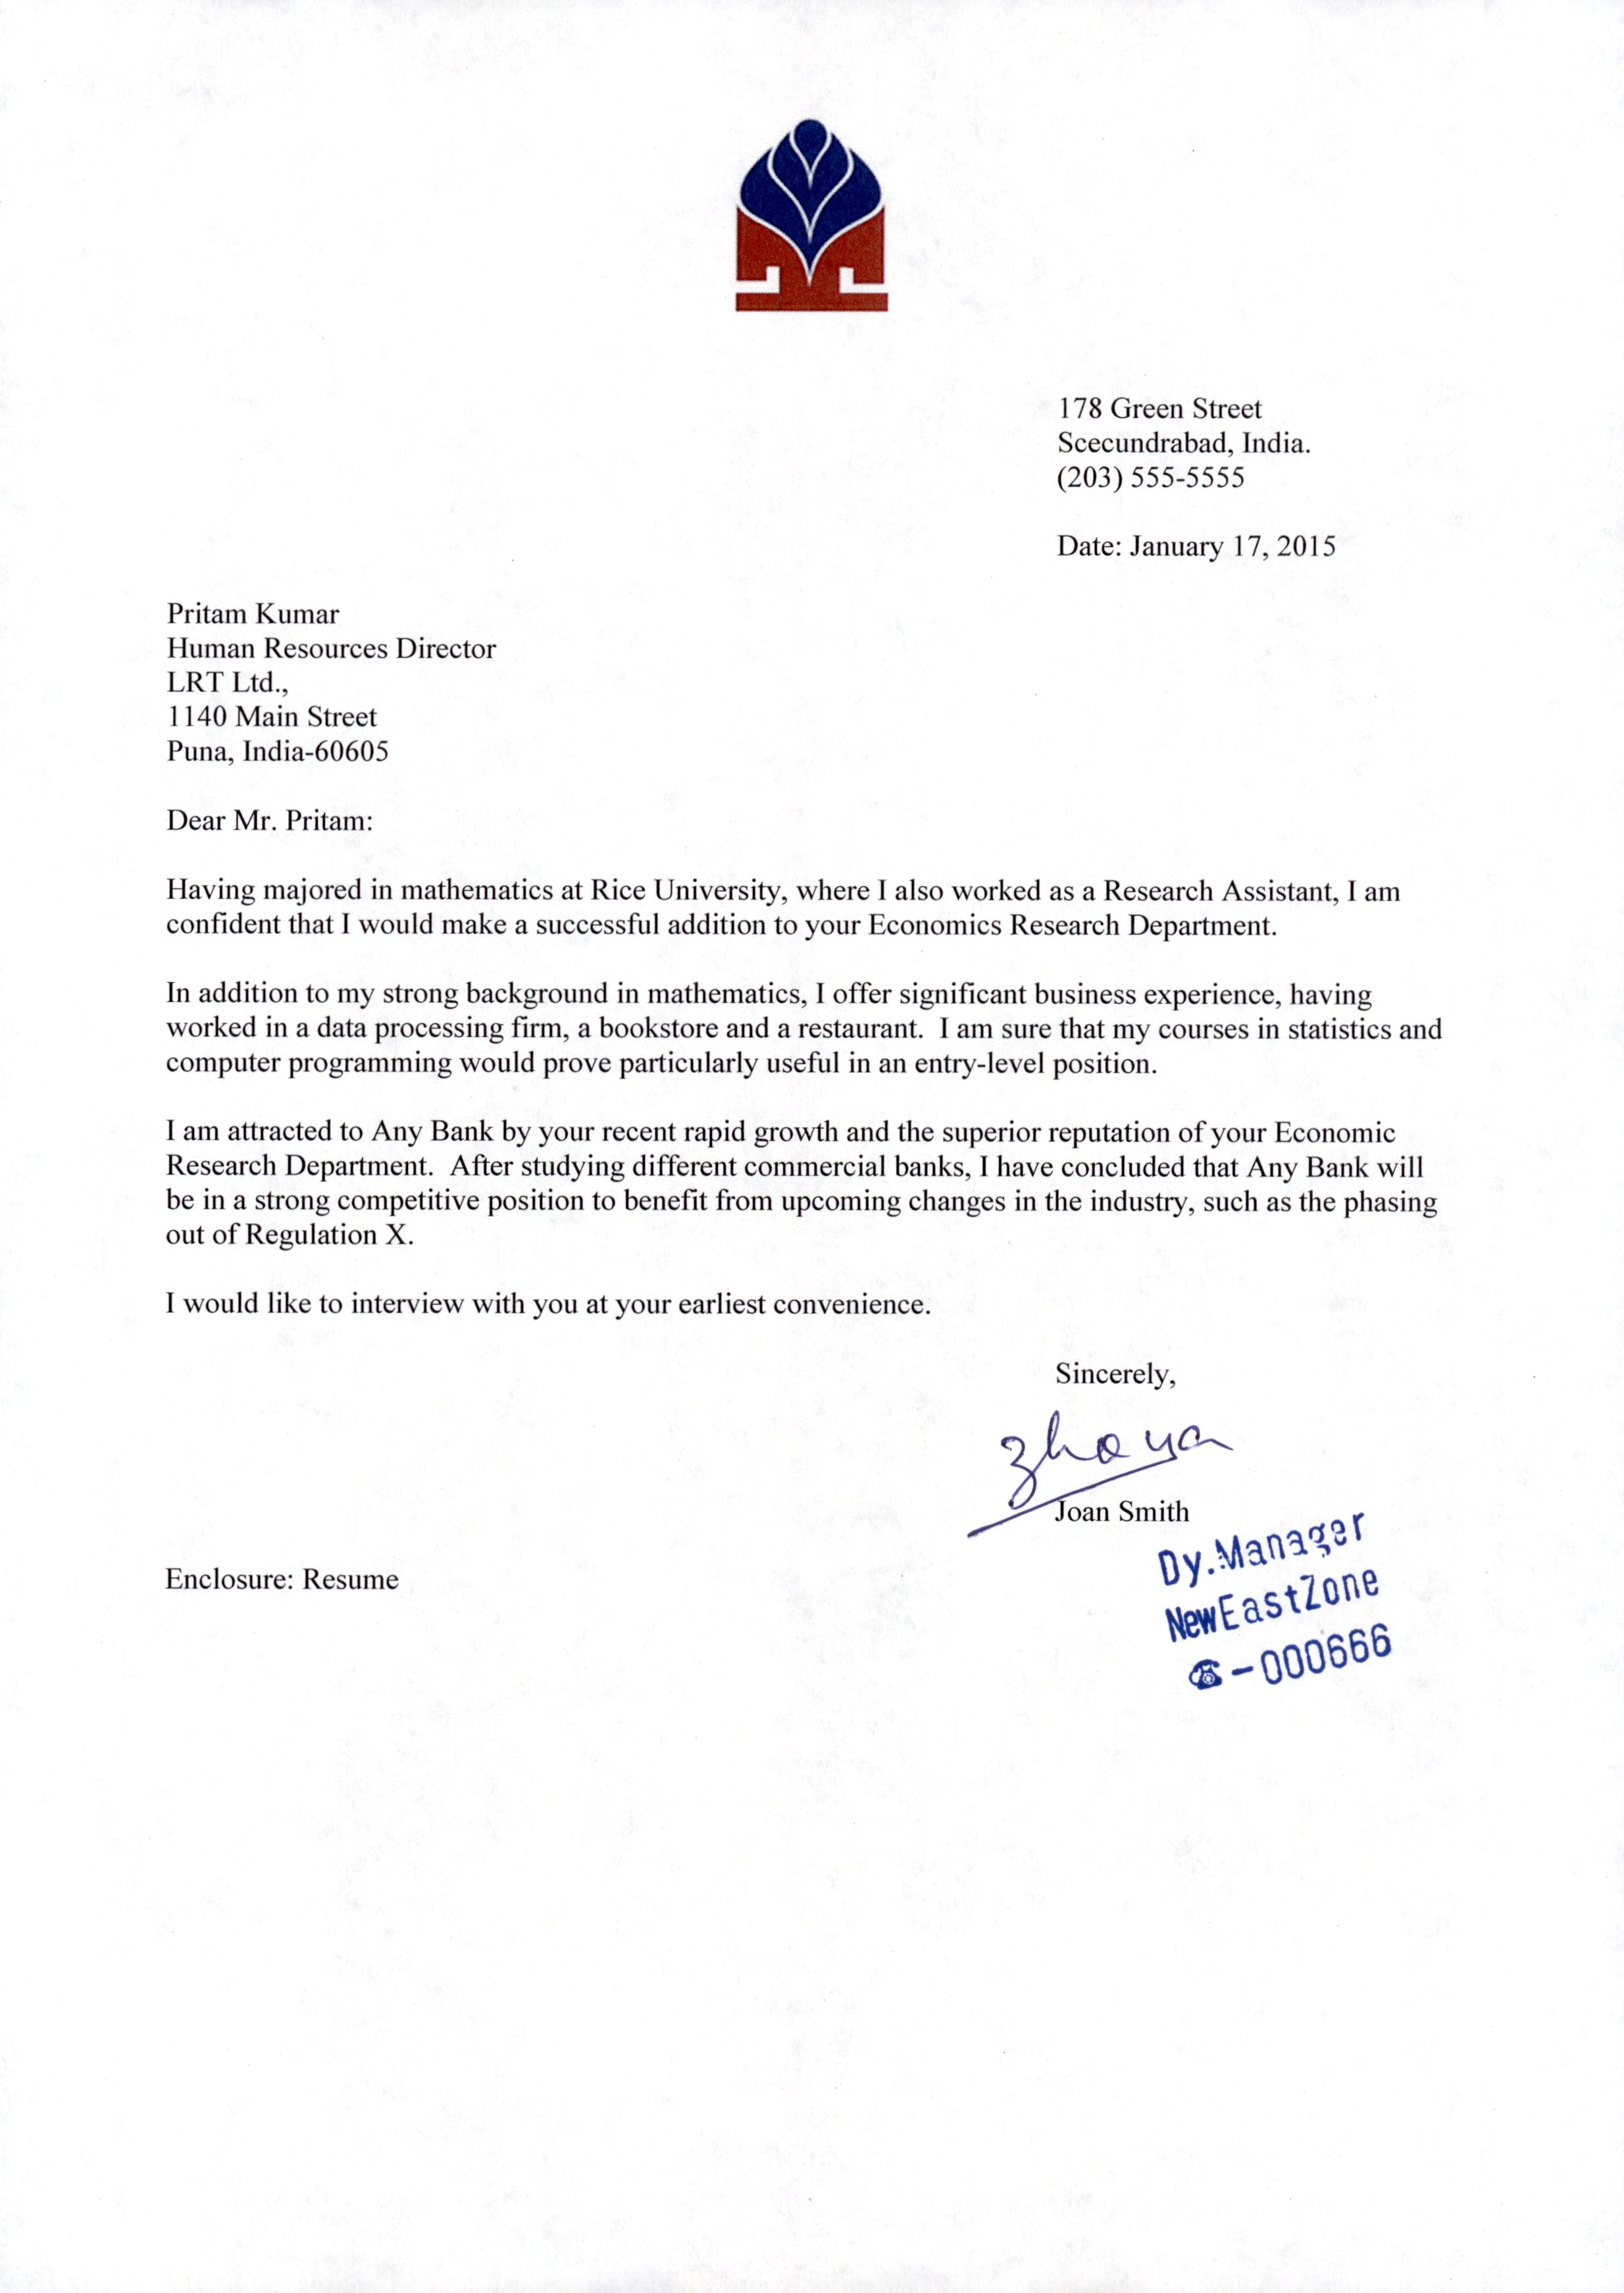 178 Green Street
Scecundrabad, India.
(203) 555-5555
Date: January 17, 2015
Pritam Kumar
Human Resources Director
LRT Ltd.,
1140 Main Street
Puna, India-60605
Dear Mr. Pritam:
Having majored in mathematics at Rice University, where I also worked as a Research Assistant, I am
confident that I would make a successful addition to your Economics Research Department.
In addition to my strong background in mathematics, I offer significant business experience, having
worked in a data processing firm, a bookstore and a restaurant.  I am sure that my courses in statistics and
computer programming would prove particularly useful in an entry-level position.
I am attracted to Any Bank by your recent rapid growth and the superior reputation of your Economic
Research Department.  After studying different commercial banks, I have concluded that Any Bank will
be in a strong competitive position to benefit from upcoming changes in the industry, such as the phasing
out of Regulation X.
I would like to interview with you at your earliest convenience.
Sincerely,
Joan Smith
Dy.Manager
Enclosure: Resume
NewEastZone
☎-000666